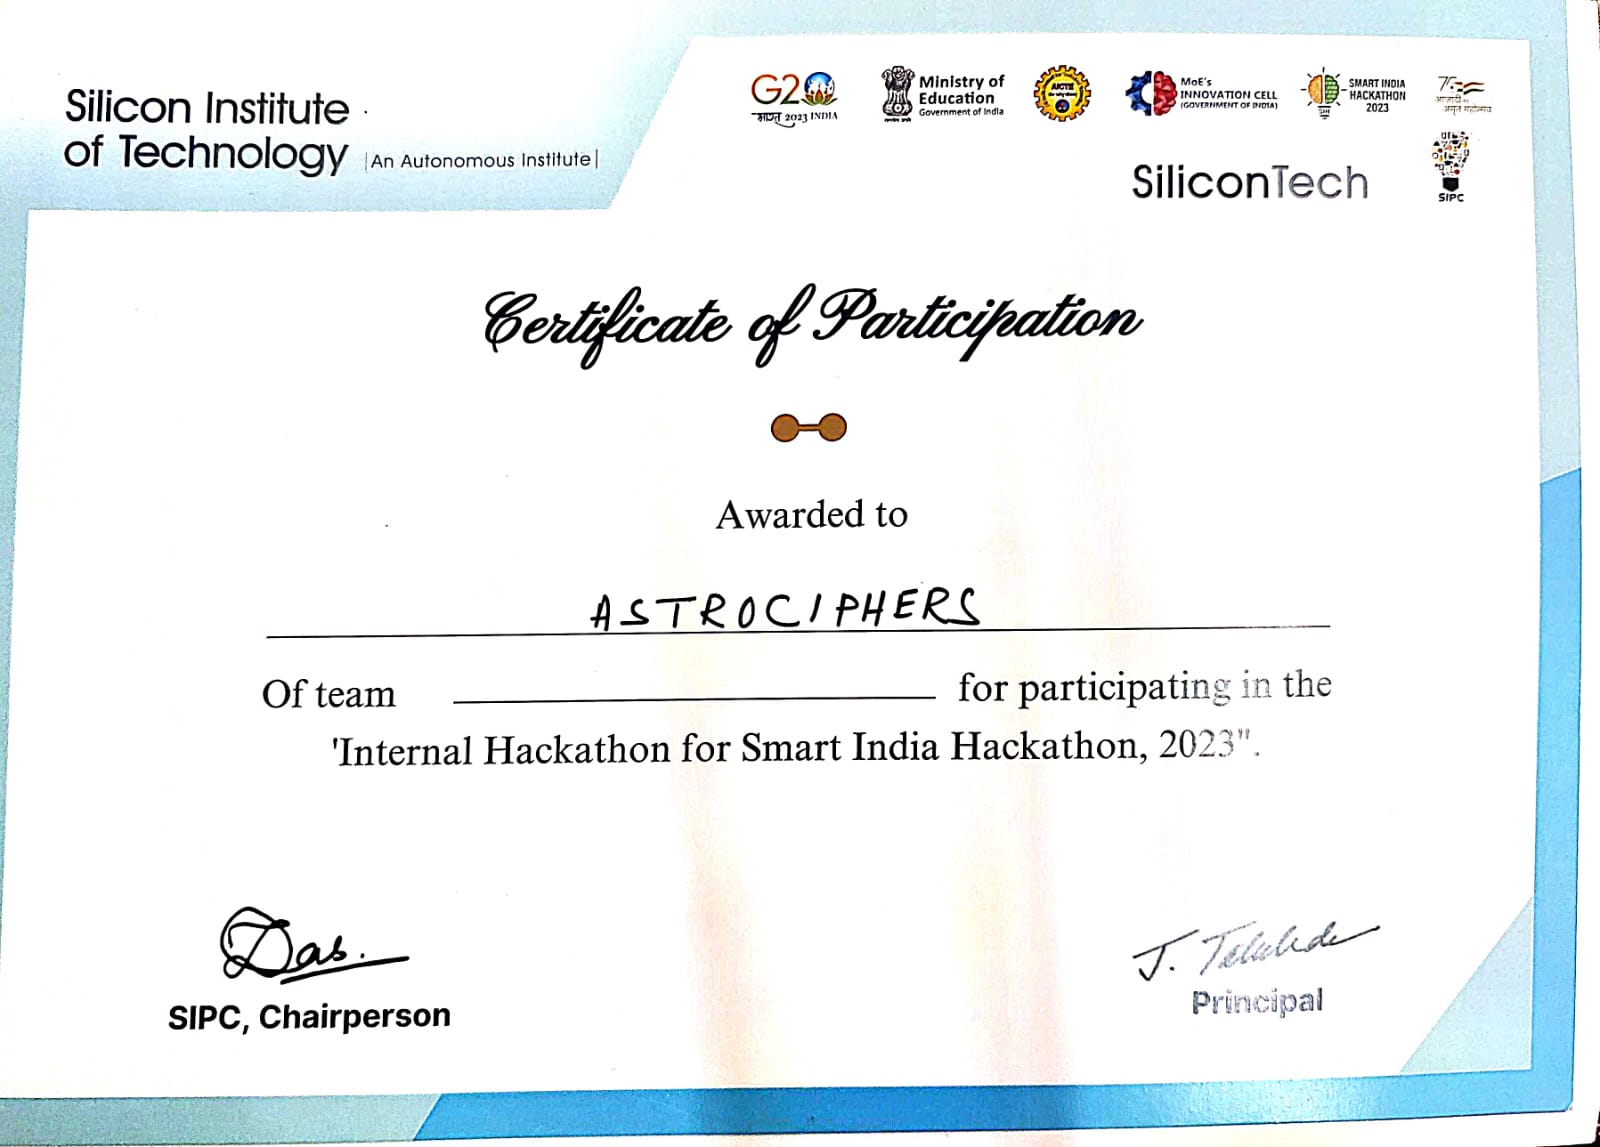 Silicon Institute
of Technology |An Autonomous Institute|
G20
भारत 2023 INDIA
Ministry of
Education
Government of India
AICTE
MoE's
INNOVATION CELL
(GOVERNMENT OF INDIA)
SMART INDIA
HACKATHON
2023
75
आज़ादी का
अमृत महोत्सव
SiliconTech
SIPC
Certificate of Participation
Awarded to
ASTROCIPHERS
Of team for participating in the
'Internal Hackathon for Smart India Hackathon, 2023".
Das.
SIPC, Chairperson
J.
Principal